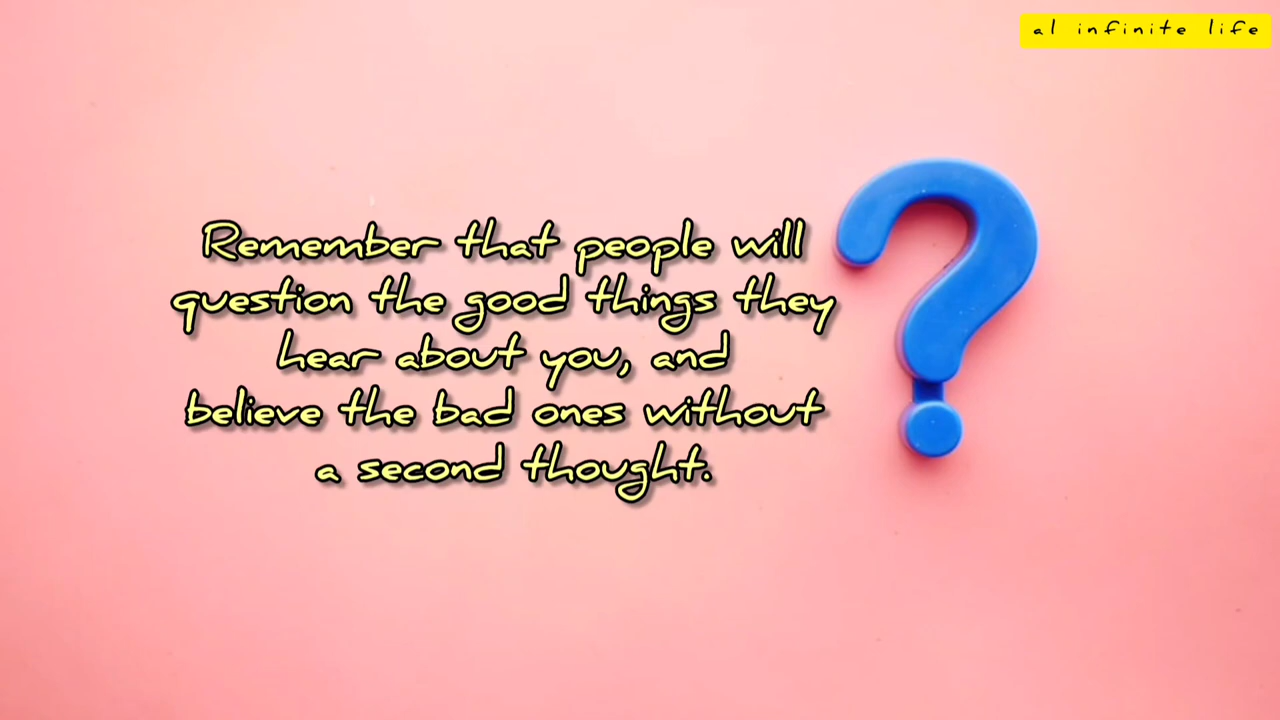 al infinite life
Remember that people will
question the good things they
hear about you, and
believe the bad ones without
a second thought.